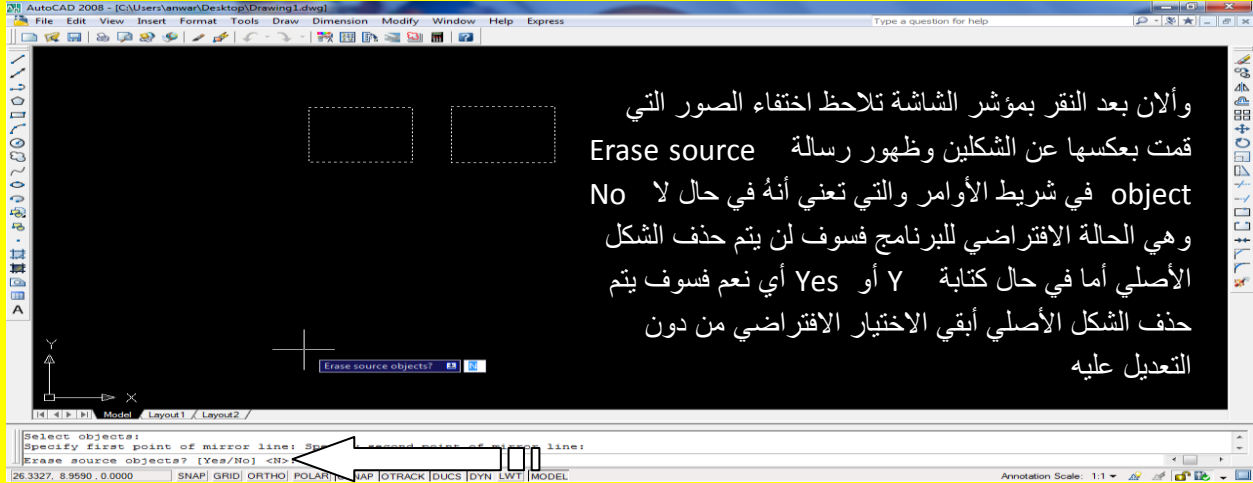 AutoCAD 2008 - [C:\Users\anwar\Desktop\Drawing1.dwg]
File Edit View Insert Format Tools Draw Dimension Modify Window Help Express
Type a question for help
وألان بعد النقر بمؤشر الشاشة تلاحظ اختفاء الصور التي
قمت بعكسها عن الشكلين وظهور رسالة Erase source
object في شريط الأوامر والتي تعني أنهُ في حال لا No
وهي الحالة الافتراضي للبرنامج فسوف لن يتم حذف الشكل
الأصلي أما في حال كتابة Y أو Yes أي نعم فسوف يتم
حذف الشكل الأصلي أبقي الاختيار الافتراضي من دون
التعديل عليه
A
Y
X
Erase source objects? N
Model Layout1 Layout2
Select objects:
Specify first point of mirror line: Specify second point of mirror line:
Erase source objects? [Yes/No] <N>
26.3327, 8.9590 , 0.0000 SNAP GRID ORTHO POLAR OTRACK DUCS DYN LWT MODEL Annotation Scale: 1:1